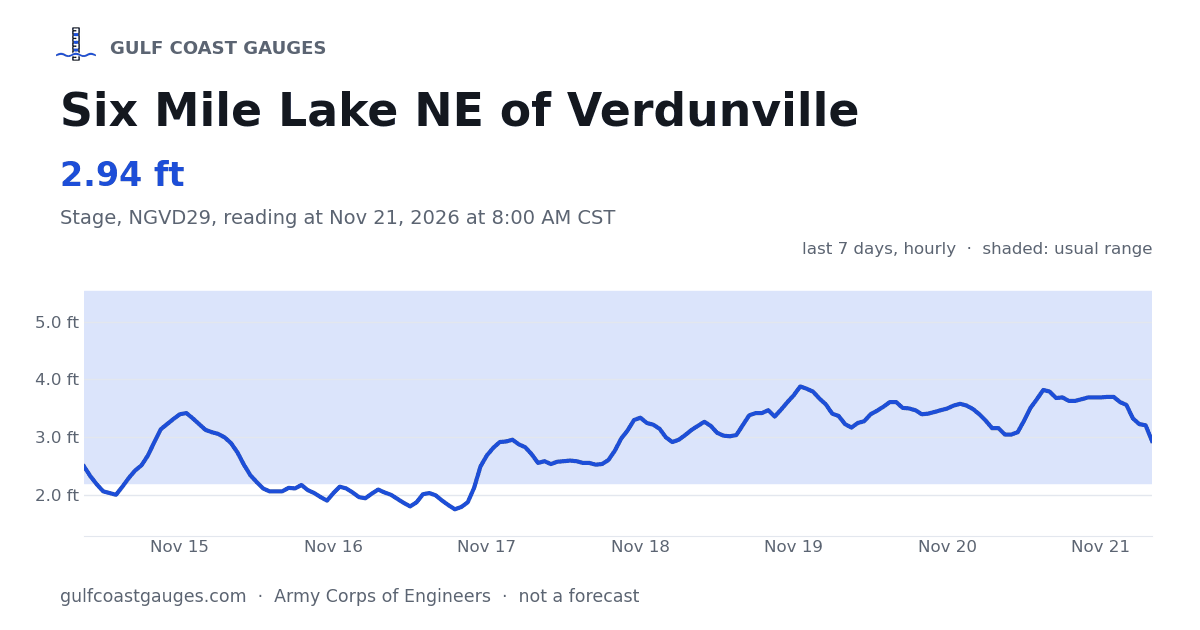 GULF COAST GAUGES
Six Mile Lake NE of Verdunville
2.94 ft
Stage, NGVD29, reading at Nov 21, 2026 at 8:00 AM CST
last 7 days, hourly · shaded: usual range
5.0 ft
4.0 ft
3.0 ft
2.0 ft
Nov 15 Nov 16 Nov 17 Nov 18 Nov 19 Nov 20 Nov 21
gulfcoastgauges.com · Army Corps of Engineers · not a forecast